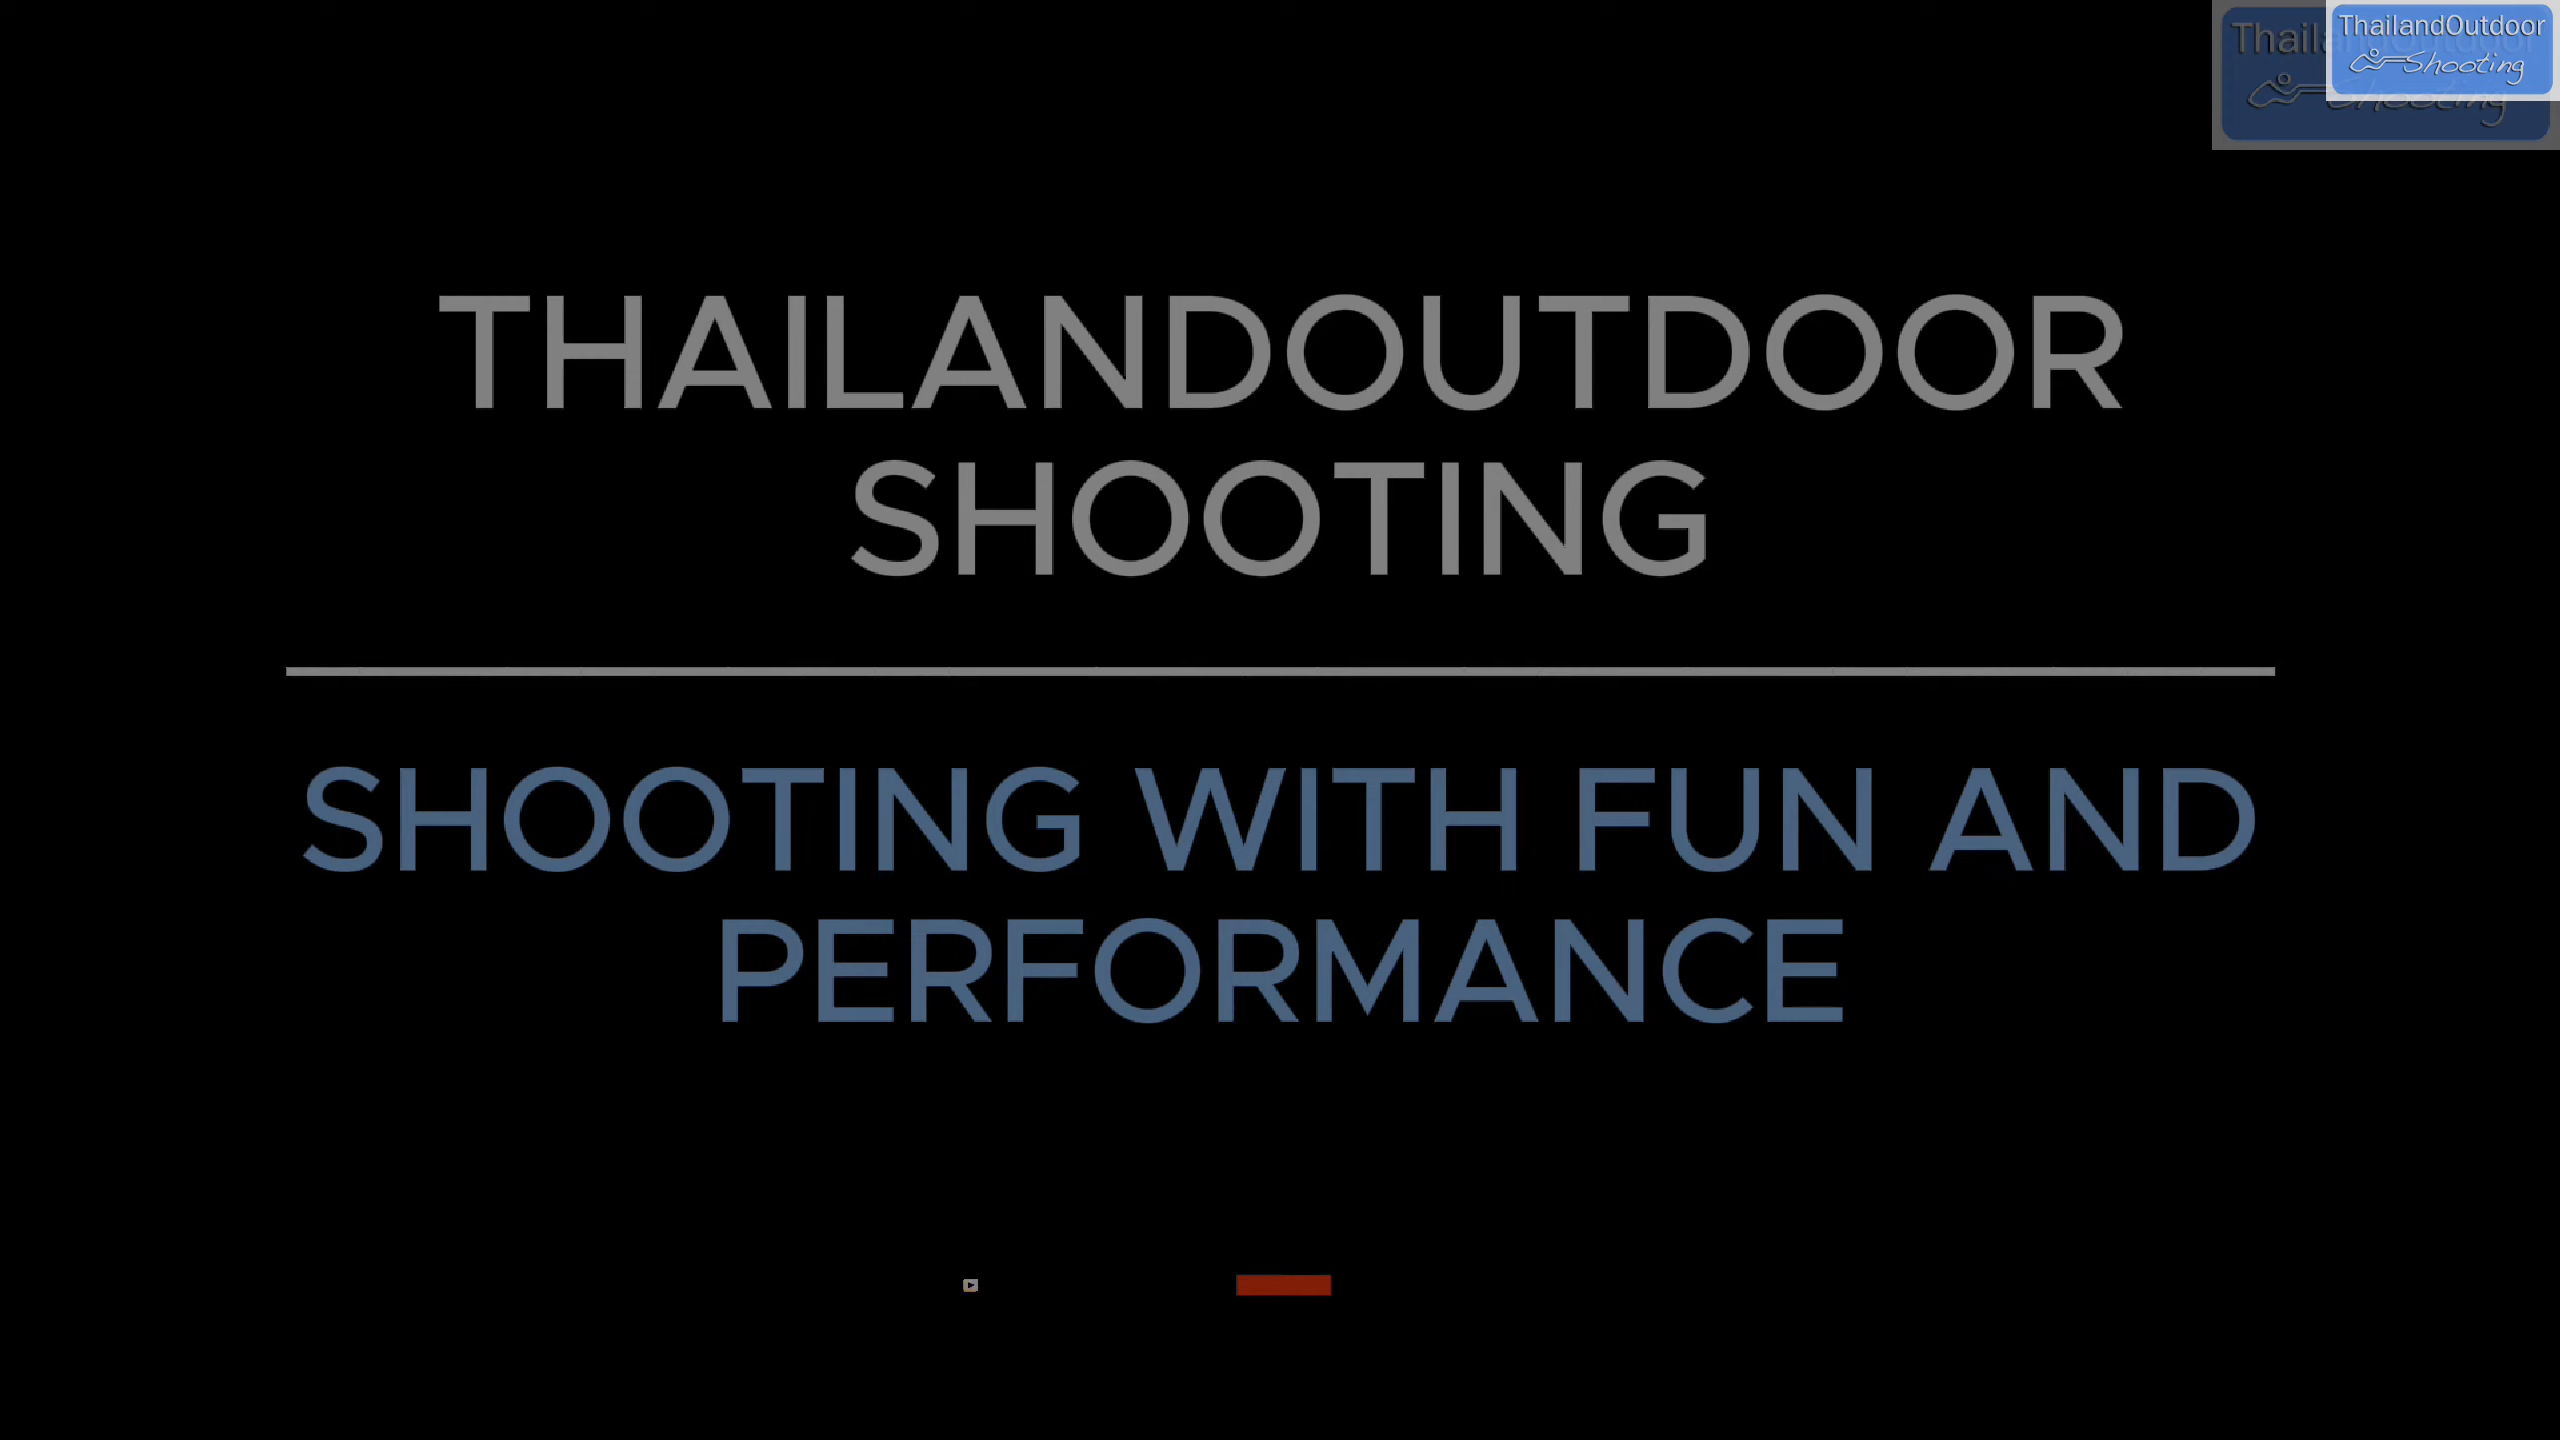 ThailandOutdoor
Shooting
THAILANDOUTDOOR
SHOOTING
SHOOTING WITH FUN AND
PERFORMANCE